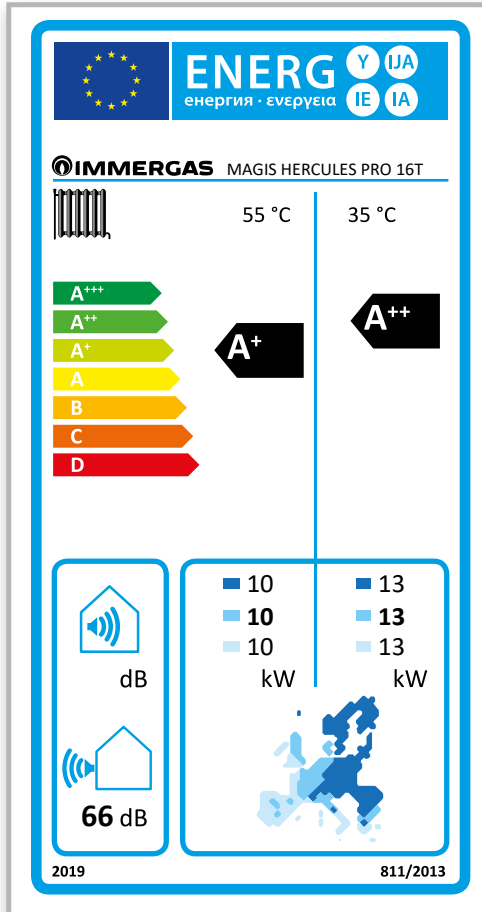 ENERG Y IJA
енергия · ενεργεια IE IA
IMMERGAS MAGIS HERCULES PRO 16T
55 °C 35 °C
A+++
A++
A+
A
B
C
D
A+
A++
10 13
10 13
10 13
kW kW
dB
66 dB
2019 811/2013